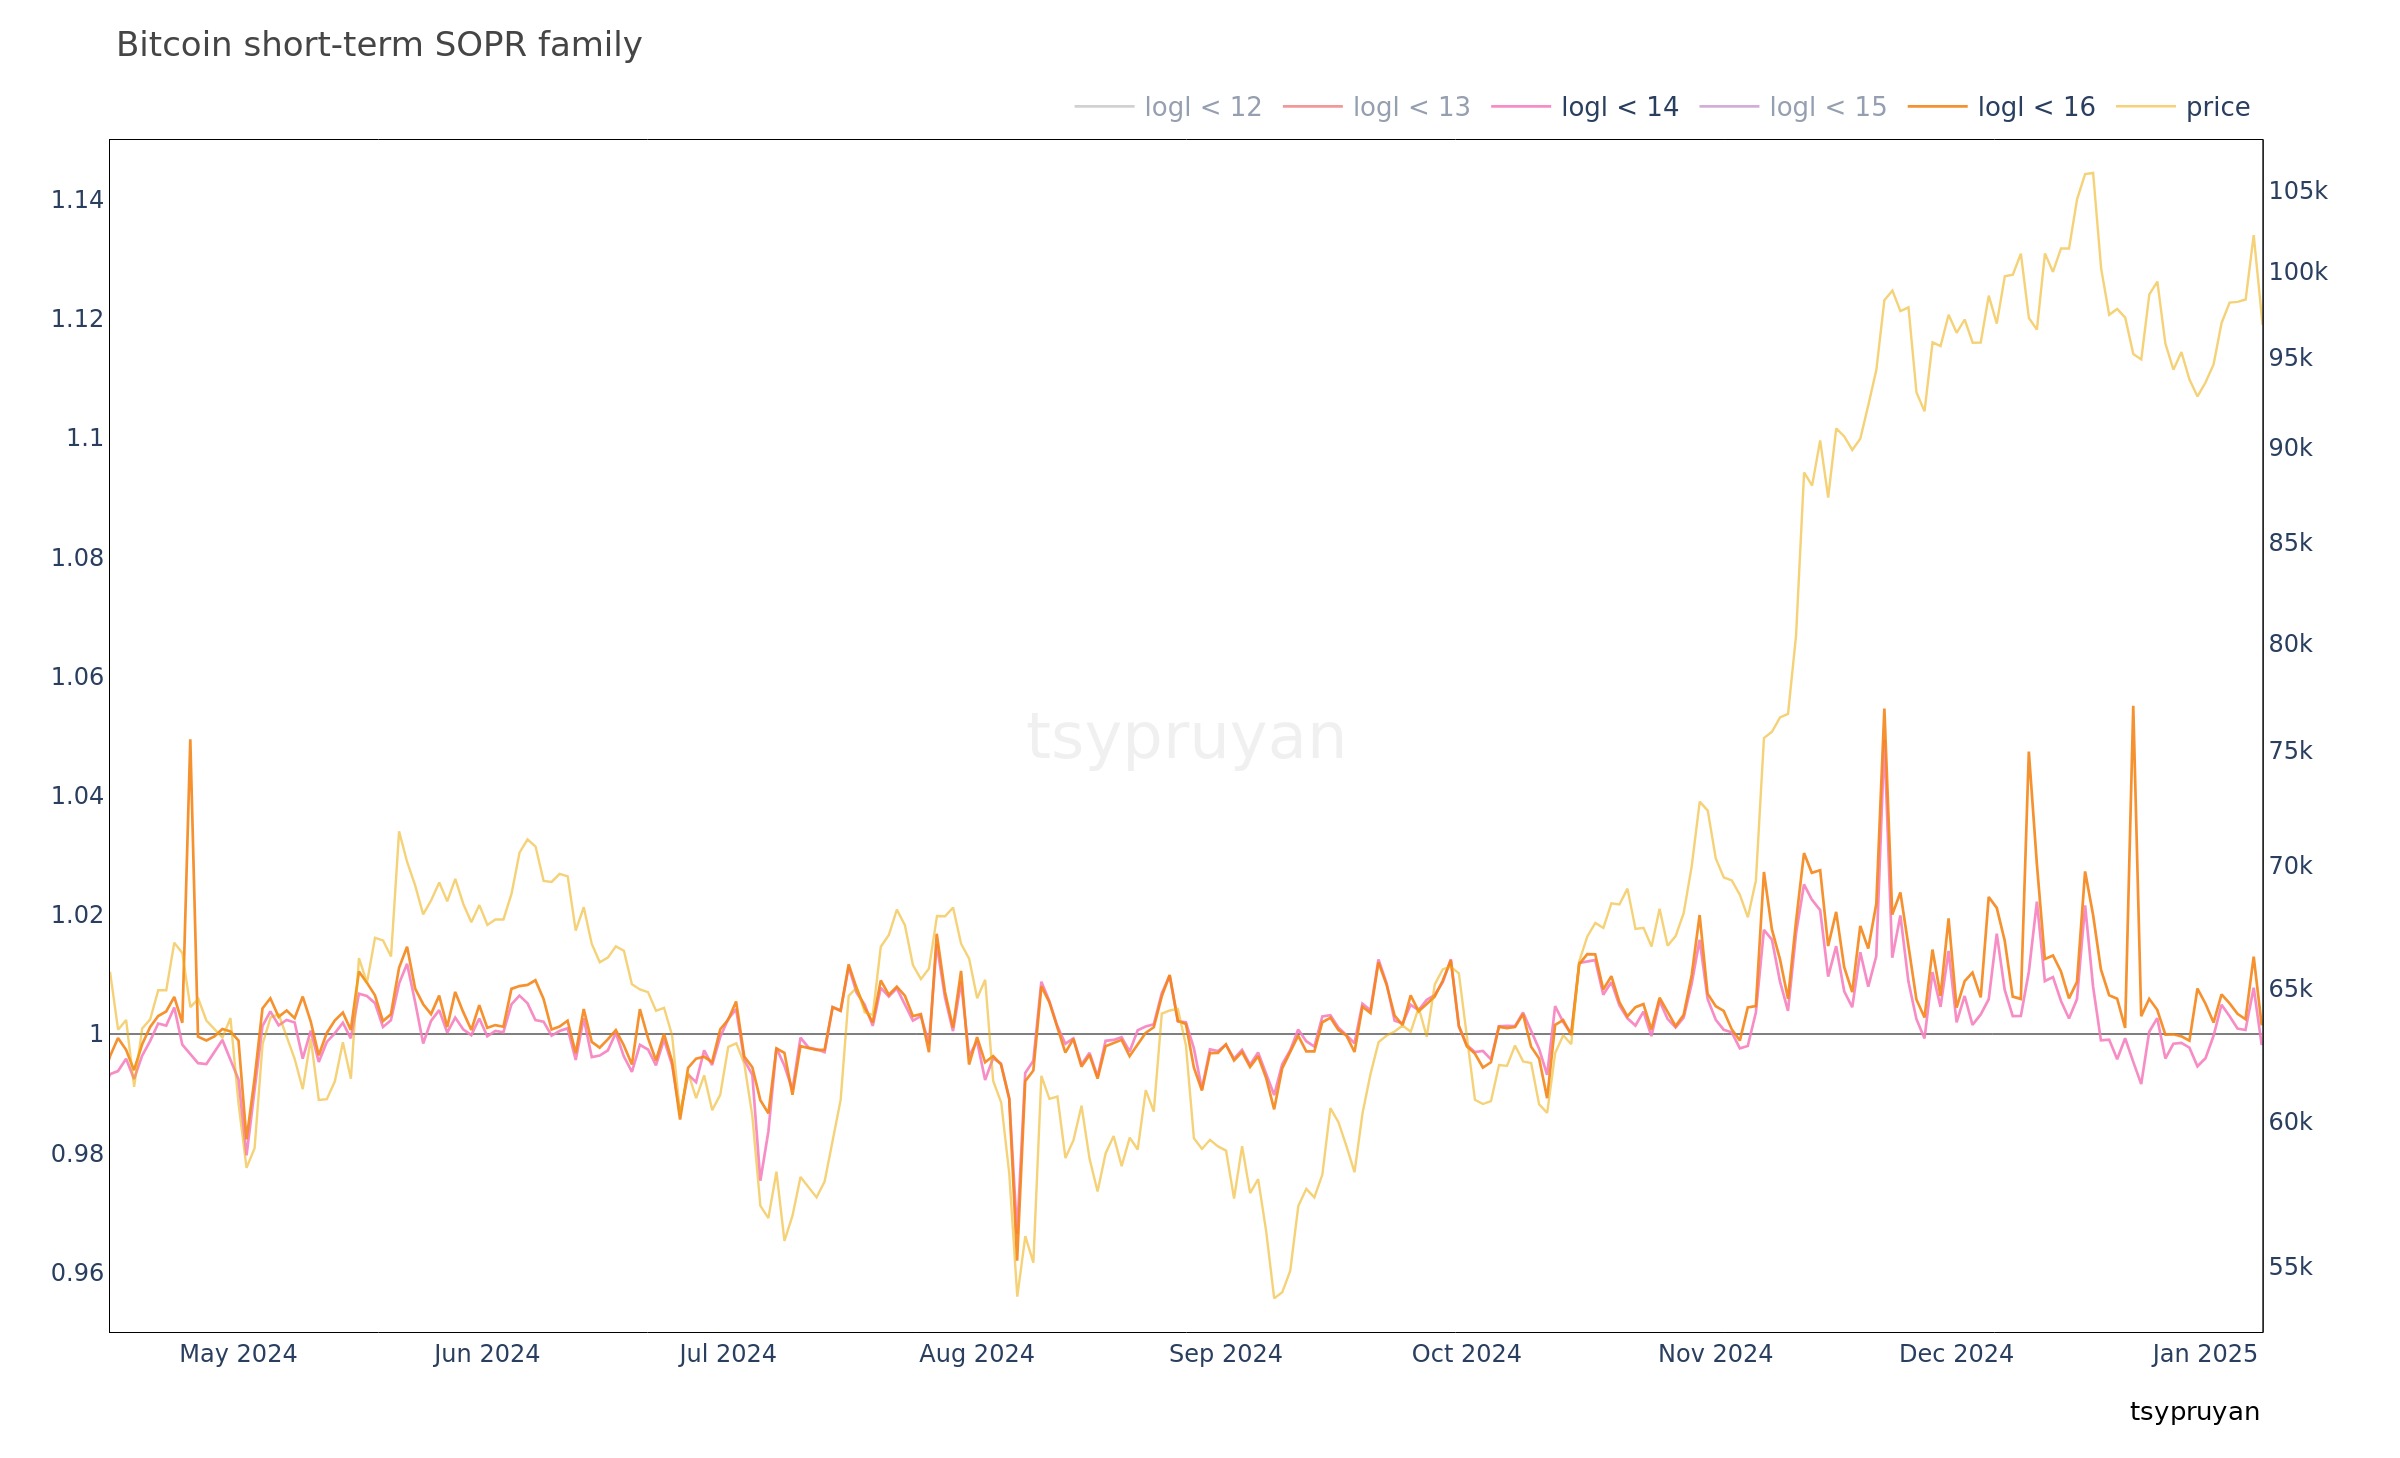 Bitcoin short-term SOPR family
logl < 12 logl < 13 logl < 14 logl < 15 logl < 16 price
1.14
1.12
1.1
1.08
1.06
1.04
1.02
1
0.98
0.96
105k
100k
95k
90k
85k
80k
75k
70k
65k
60k
55k
tsypruyan
May 2024 Jun 2024 Jul 2024 Aug 2024 Sep 2024 Oct 2024 Nov 2024 Dec 2024 Jan 2025
tsypruyan